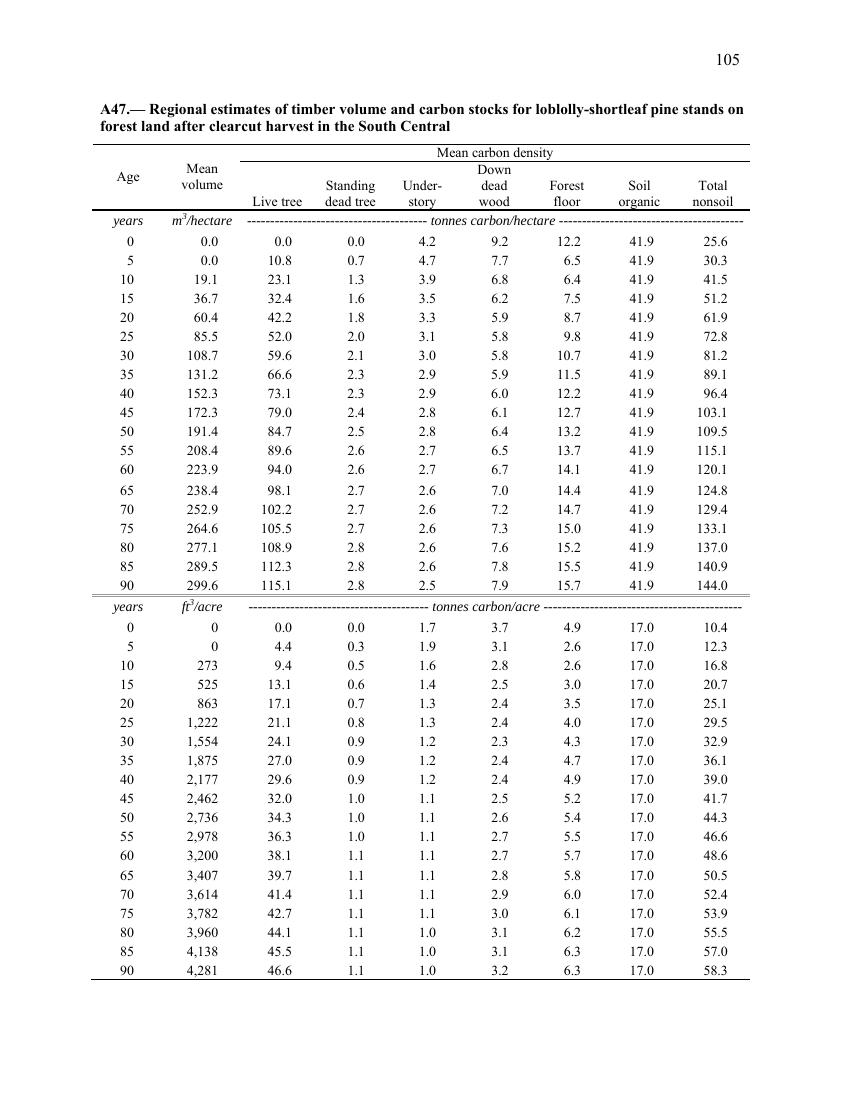 105
A47.— Regional estimates of timber volume and carbon stocks for loblolly-shortleaf pine stands on
forest land after clearcut harvest in the South Central
Mean carbon density
Age Mean volume Live tree Standing dead tree Under-story Down dead wood Forest floor Soil organic Total nonsoil
years m³/hectare ---------------------------------------- tonnes carbon/hectare ----------------------------------------
0 0.0 0.0 0.0 4.2 9.2 12.2 41.9 25.6
5 0.0 10.8 0.7 4.7 7.7 6.5 41.9 30.3
10 19.1 23.1 1.3 3.9 6.8 6.4 41.9 41.5
15 36.7 32.4 1.6 3.5 6.2 7.5 41.9 51.2
20 60.4 42.2 1.8 3.3 5.9 8.7 41.9 61.9
25 85.5 52.0 2.0 3.1 5.8 9.8 41.9 72.8
30 108.7 59.6 2.1 3.0 5.8 10.7 41.9 81.2
35 131.2 66.6 2.3 2.9 5.9 11.5 41.9 89.1
40 152.3 73.1 2.3 2.9 6.0 12.2 41.9 96.4
45 172.3 79.0 2.4 2.8 6.1 12.7 41.9 103.1
50 191.4 84.7 2.5 2.8 6.4 13.2 41.9 109.5
55 208.4 89.6 2.6 2.7 6.5 13.7 41.9 115.1
60 223.9 94.0 2.6 2.7 6.7 14.1 41.9 120.1
65 238.4 98.1 2.7 2.6 7.0 14.4 41.9 124.8
70 252.9 102.2 2.7 2.6 7.2 14.7 41.9 129.4
75 264.6 105.5 2.7 2.6 7.3 15.0 41.9 133.1
80 277.1 108.9 2.8 2.6 7.6 15.2 41.9 137.0
85 289.5 112.3 2.8 2.6 7.8 15.5 41.9 140.9
90 299.6 115.1 2.8 2.5 7.9 15.7 41.9 144.0
years ft³/acre ---------------------------------------- tonnes carbon/acre -------------------------------------------
0 0 0.0 0.0 1.7 3.7 4.9 17.0 10.4
5 0 4.4 0.3 1.9 3.1 2.6 17.0 12.3
10 273 9.4 0.5 1.6 2.8 2.6 17.0 16.8
15 525 13.1 0.6 1.4 2.5 3.0 17.0 20.7
20 863 17.1 0.7 1.3 2.4 3.5 17.0 25.1
25 1,222 21.1 0.8 1.3 2.4 4.0 17.0 29.5
30 1,554 24.1 0.9 1.2 2.3 4.3 17.0 32.9
35 1,875 27.0 0.9 1.2 2.4 4.7 17.0 36.1
40 2,177 29.6 0.9 1.2 2.4 4.9 17.0 39.0
45 2,462 32.0 1.0 1.1 2.5 5.2 17.0 41.7
50 2,736 34.3 1.0 1.1 2.6 5.4 17.0 44.3
55 2,978 36.3 1.0 1.1 2.7 5.5 17.0 46.6
60 3,200 38.1 1.1 1.1 2.7 5.7 17.0 48.6
65 3,407 39.7 1.1 1.1 2.8 5.8 17.0 50.5
70 3,614 41.4 1.1 1.1 2.9 6.0 17.0 52.4
75 3,782 42.7 1.1 1.1 3.0 6.1 17.0 53.9
80 3,960 44.1 1.1 1.0 3.1 6.2 17.0 55.5
85 4,138 45.5 1.1 1.0 3.1 6.3 17.0 57.0
90 4,281 46.6 1.1 1.0 3.2 6.3 17.0 58.3